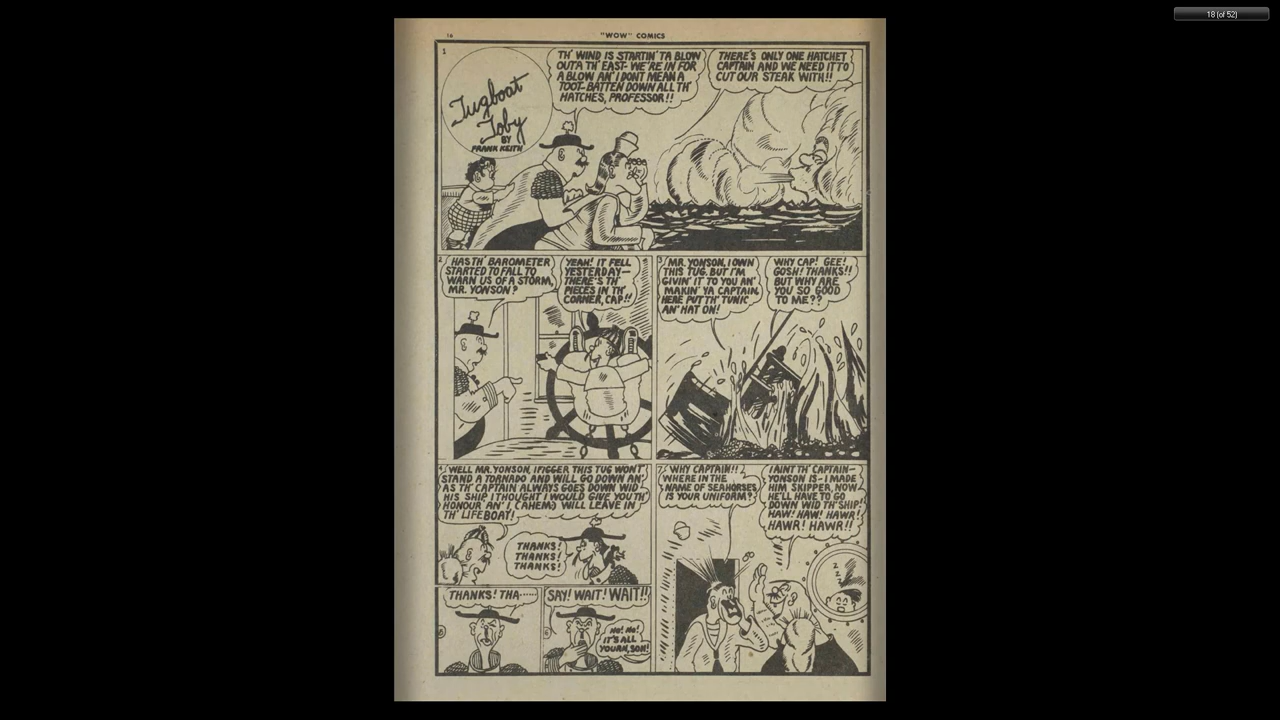 18 (of 52)
16
"WOW" COMICS
1
Tugboat
Toby
BY
FRANK KEITH
TH' WIND IS STARTIN' TA BLOW
OUTA TH' EAST- WE'RE IN FOR
A BLOW AN' I DONT MEAN A
TOOT- BATTEN DOWN ALL TH'
HATCHES, PROFESSOR!!
THERE'S ONLY ONE HATCHET
CAPTAIN AND WE NEED IT TO
CUT OUR STEAK WITH!!
2
HAS TH' BAROMETER
STARTED TO FALL TO
WARN US OF A STORM,
MR. YONSON?
YEAH! IT FELL
YESTERDAY—
THERE'S TH'
PIECES IN TH'
CORNER, CAP!!
3
MR. YONSON, I OWN
THIS TUG. BUT I'M
GIVIN' IT TO YOU AN'
MAKIN' YA CAPTAIN,
HERE PUT TH' TUNIC
AN' HAT ON!
WHY CAP! GEE!
GOSH! THANKS!!
BUT WHY ARE
YOU SO GOOD
TO ME??
4
WELL MR. YONSON, I FIGGER THIS TUG WON'T
STAND A TORNADO AND WILL GO DOWN AN'
AS TH' CAPTAIN ALWAYS GOES DOWN WID
HIS SHIP I THOUGHT I WOULD GIVE YOU TH'
HONOUR AN' I, (AHEM) WILL LEAVE IN
TH' LIFEBOAT!
THANKS!
THANKS!
THANKS!
THANKS! THA......
6
SAY! WAIT! WAIT!!
NO! NO!
IT'S ALL
YOURN, SON!
7
WHY CAPTAIN!!
WHERE IN THE
NAME OF SEAHORSES
IS YOUR UNIFORM?
I AINT TH' CAPTAIN—
YONSON IS- I MADE
HIM SKIPPER, NOW
HE'LL HAVE TO GO
DOWN WID TH' SHIP!
HAW! HAW! HAWR!
HAWR! HAWR!!
Z
Z
Z